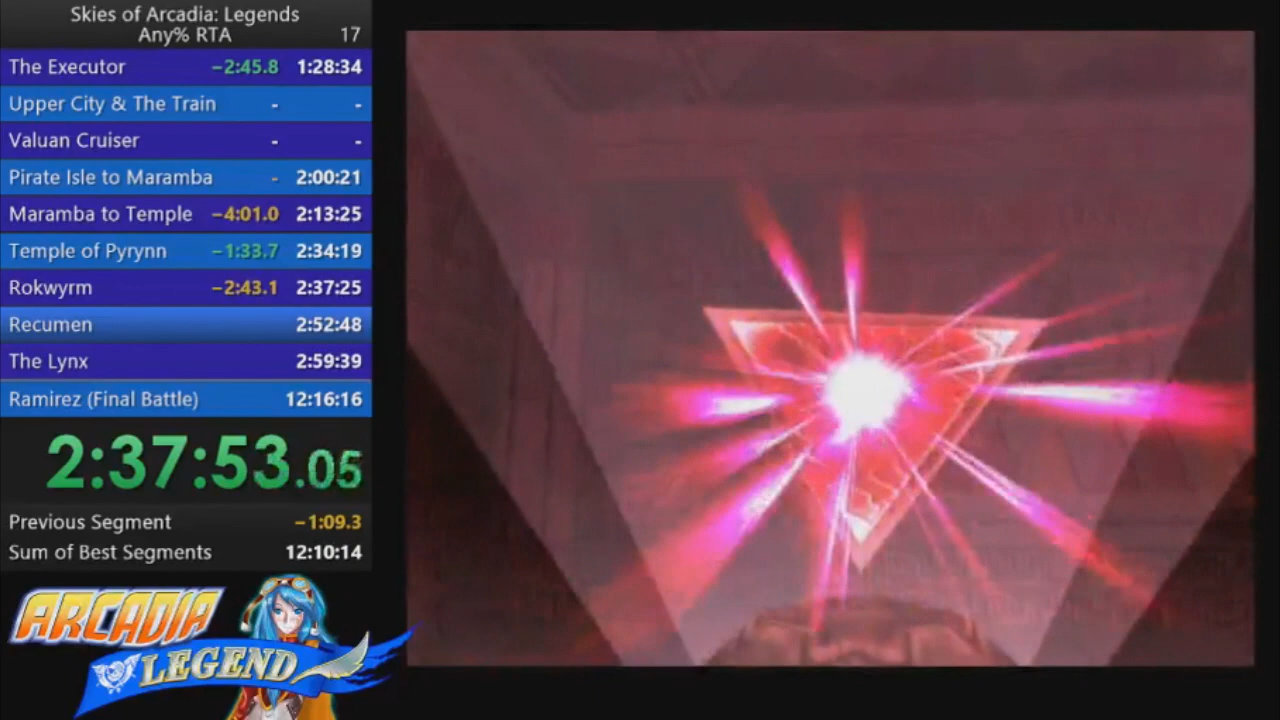 Skies of Arcadia: Legends
Any% RTA 17
The Executor −2:45.8 1:28:34
Upper City & The Train - -
Valuan Cruiser - -
Pirate Isle to Maramba - 2:00:21
Maramba to Temple −4:01.0 2:13:25
Temple of Pyrynn −1:33.7 2:34:19
Rokwyrm −2:43.1 2:37:25
Recumen 2:52:48
The Lynx 2:59:39
Ramirez (Final Battle) 12:16:16
2:37:53.05
Previous Segment −1:09.3
Sum of Best Segments 12:10:14
ARCADIA
LEGEND